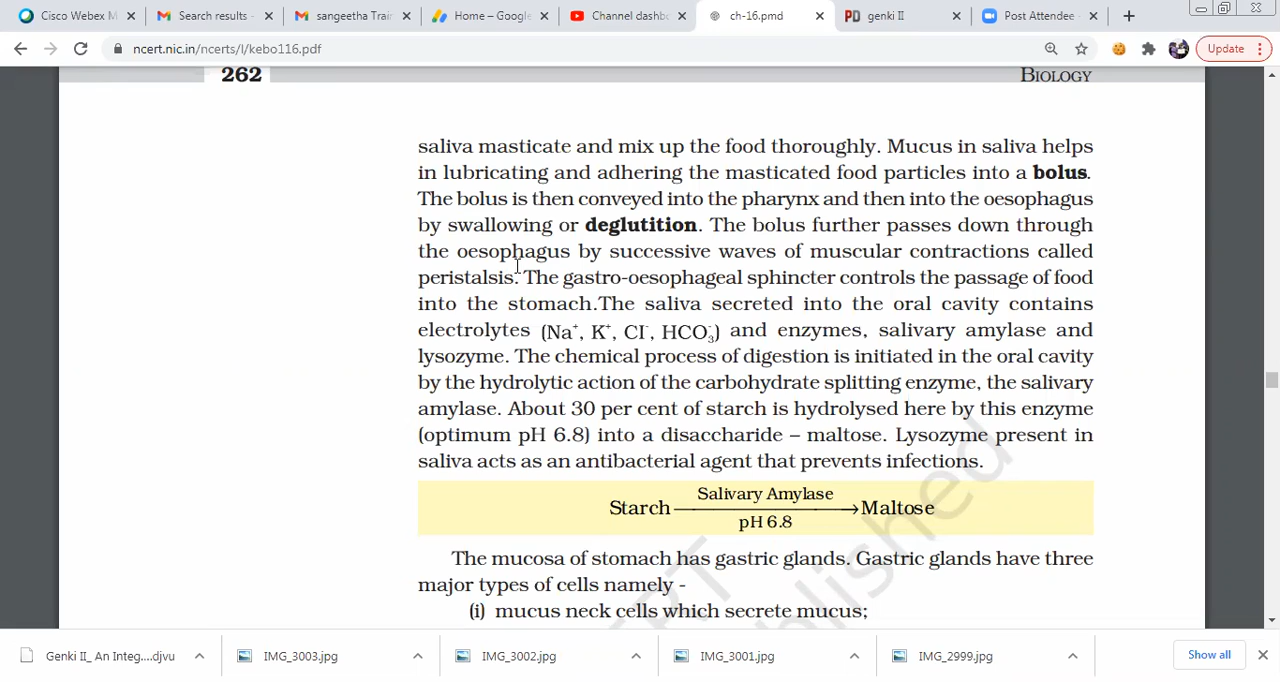 Cisco Webex M
Search results -
sangeetha Trai
Home – Google
Channel dashb
ch-16.pmd
genki II
Post Attendee -
ncert.nic.in/ncerts/l/kebo116.pdf
Update
262
BIOLOGY
saliva masticate and mix up the food thoroughly. Mucus in saliva helps
in lubricating and adhering the masticated food particles into a bolus.
The bolus is then conveyed into the pharynx and then into the oesophagus
by swallowing or deglutition. The bolus further passes down through
the oesophagus by successive waves of muscular contractions called
peristalsis. The gastro-oesophageal sphincter controls the passage of food
into the stomach.The saliva secreted into the oral cavity contains
electrolytes (Na⁺, K⁺, Cl⁻, HCO₃⁻) and enzymes, salivary amylase and
lysozyme. The chemical process of digestion is initiated in the oral cavity
by the hydrolytic action of the carbohydrate splitting enzyme, the salivary
amylase. About 30 per cent of starch is hydrolysed here by this enzyme
(optimum pH 6.8) into a disaccharide – maltose. Lysozyme present in
saliva acts as an antibacterial agent that prevents infections.
Salivary Amylase
Starch → Maltose
pH 6.8
The mucosa of stomach has gastric glands. Gastric glands have three
major types of cells namely -
(i) mucus neck cells which secrete mucus;
Genki II_ An Integ....djvu
IMG_3003.jpg
IMG_3002.jpg
IMG_3001.jpg
IMG_2999.jpg
Show all